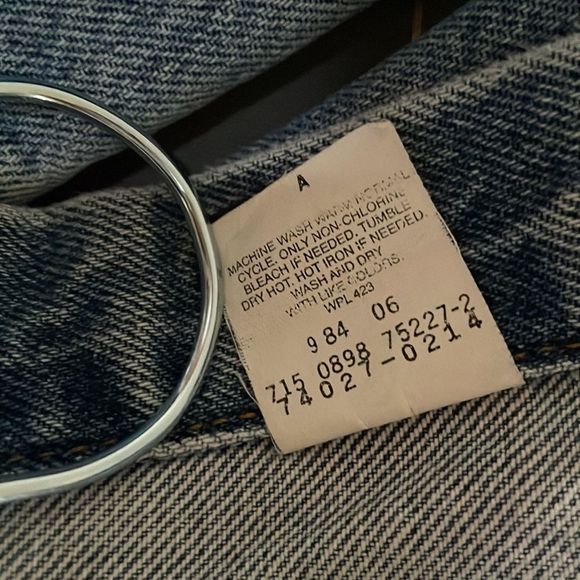 A
MACHINE WASH WARM NORMAL
CYCLE. ONLY NON-CHLORINE
BLEACH IF NEEDED. TUMBLE
DRY HOT. HOT IRON IF NEEDED.
WASH AND DRY
WITH LIKE COLORS.
WPL 423
9 84 06
715 0898 75227-2
74027-0214